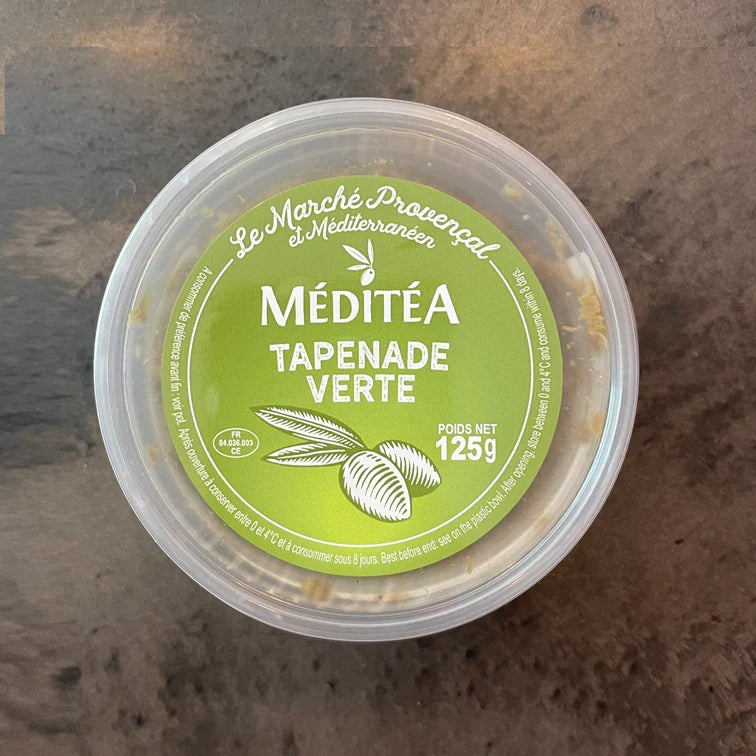 Le Marché Provençal
et Méditerranéen
MÉDITÉA
TAPENADE
VERTE
FR
84.036.003
CE
POIDS NET
125g
A consommer de préférence avant fin : voir pot. Après ouverture à conserver entre 0 et 4°C et à consommer sous 8 jours. Best before end: see on the plastic bowl. After opening, store between 0 and 4°C and consume within 8 days.